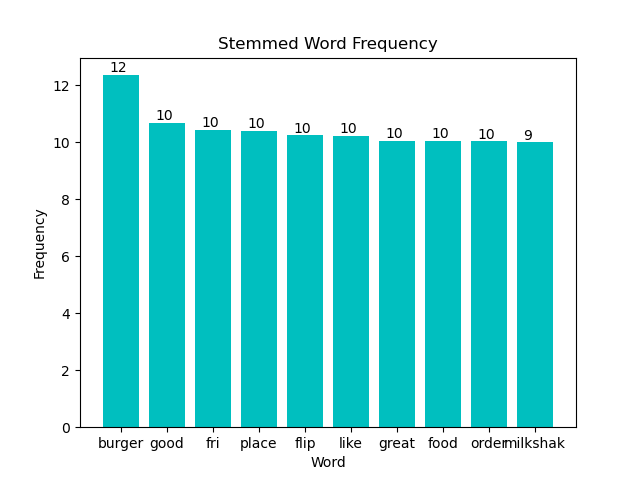 Stemmed Word Frequency
12 10 10 10 10 10 10 10 10 9
12
10
8
6
4
2
0
Frequency
burger good fri place flip like great food order milkshak
Word